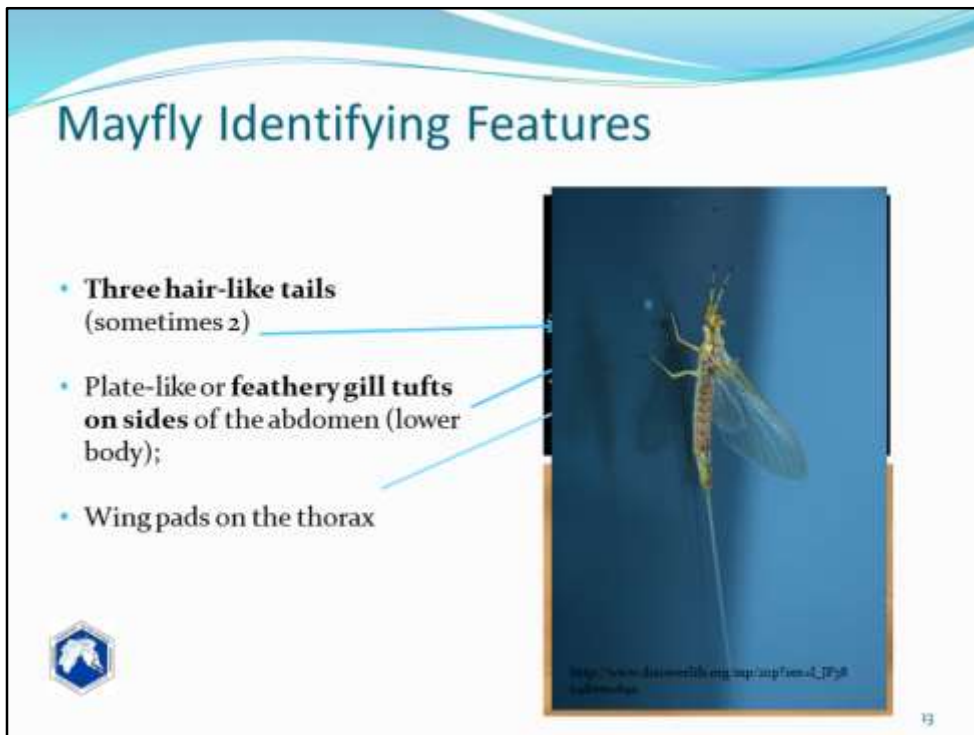 Mayfly Identifying Features
• Three hair-like tails
(sometimes 2)
• Plate-like or feathery gill tufts
on sides of the abdomen (lower
body);
• Wing pads on the thorax
13